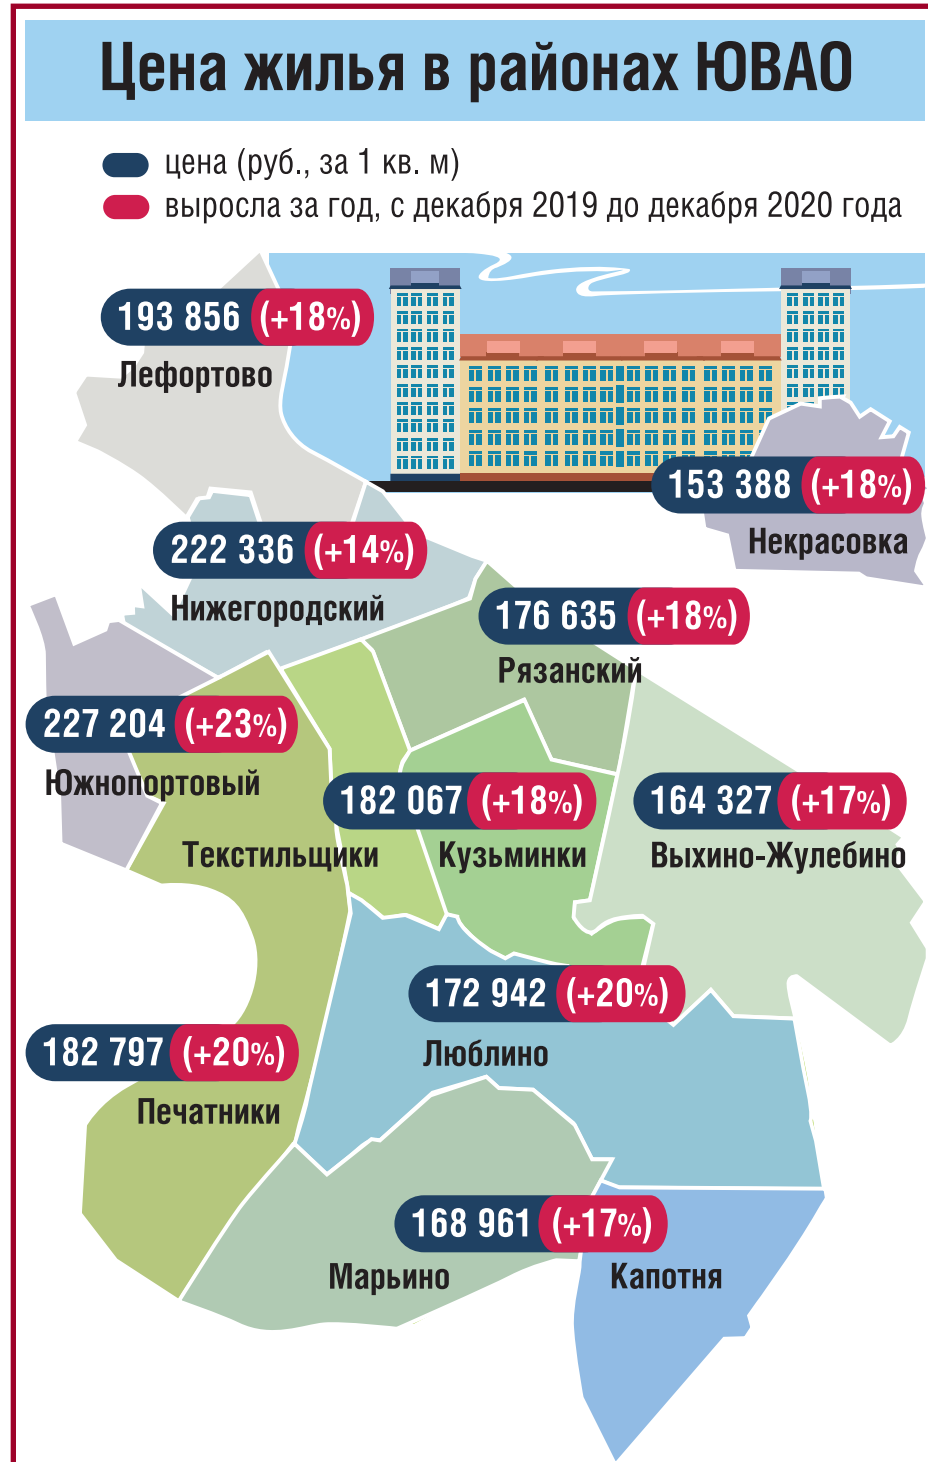 Цена жилья в районах ЮВАО
цена (руб., за 1 кв. м)
выросла за год, с декабря 2019 до декабря 2020 года
193 856 (+18%)
Лефортово
153 388 (+18%)
Некрасовка
222 336 (+14%)
Нижегородский
176 635 (+18%)
Рязанский
227 204 (+23%)
Южнопортовый
182 067 (+18%)
164 327 (+17%)
Текстильщики
Кузьминки
Выхино-Жулебино
172 942 (+20%)
Люблино
182 797 (+20%)
Печатники
168 961 (+17%)
Марьино
Капотня